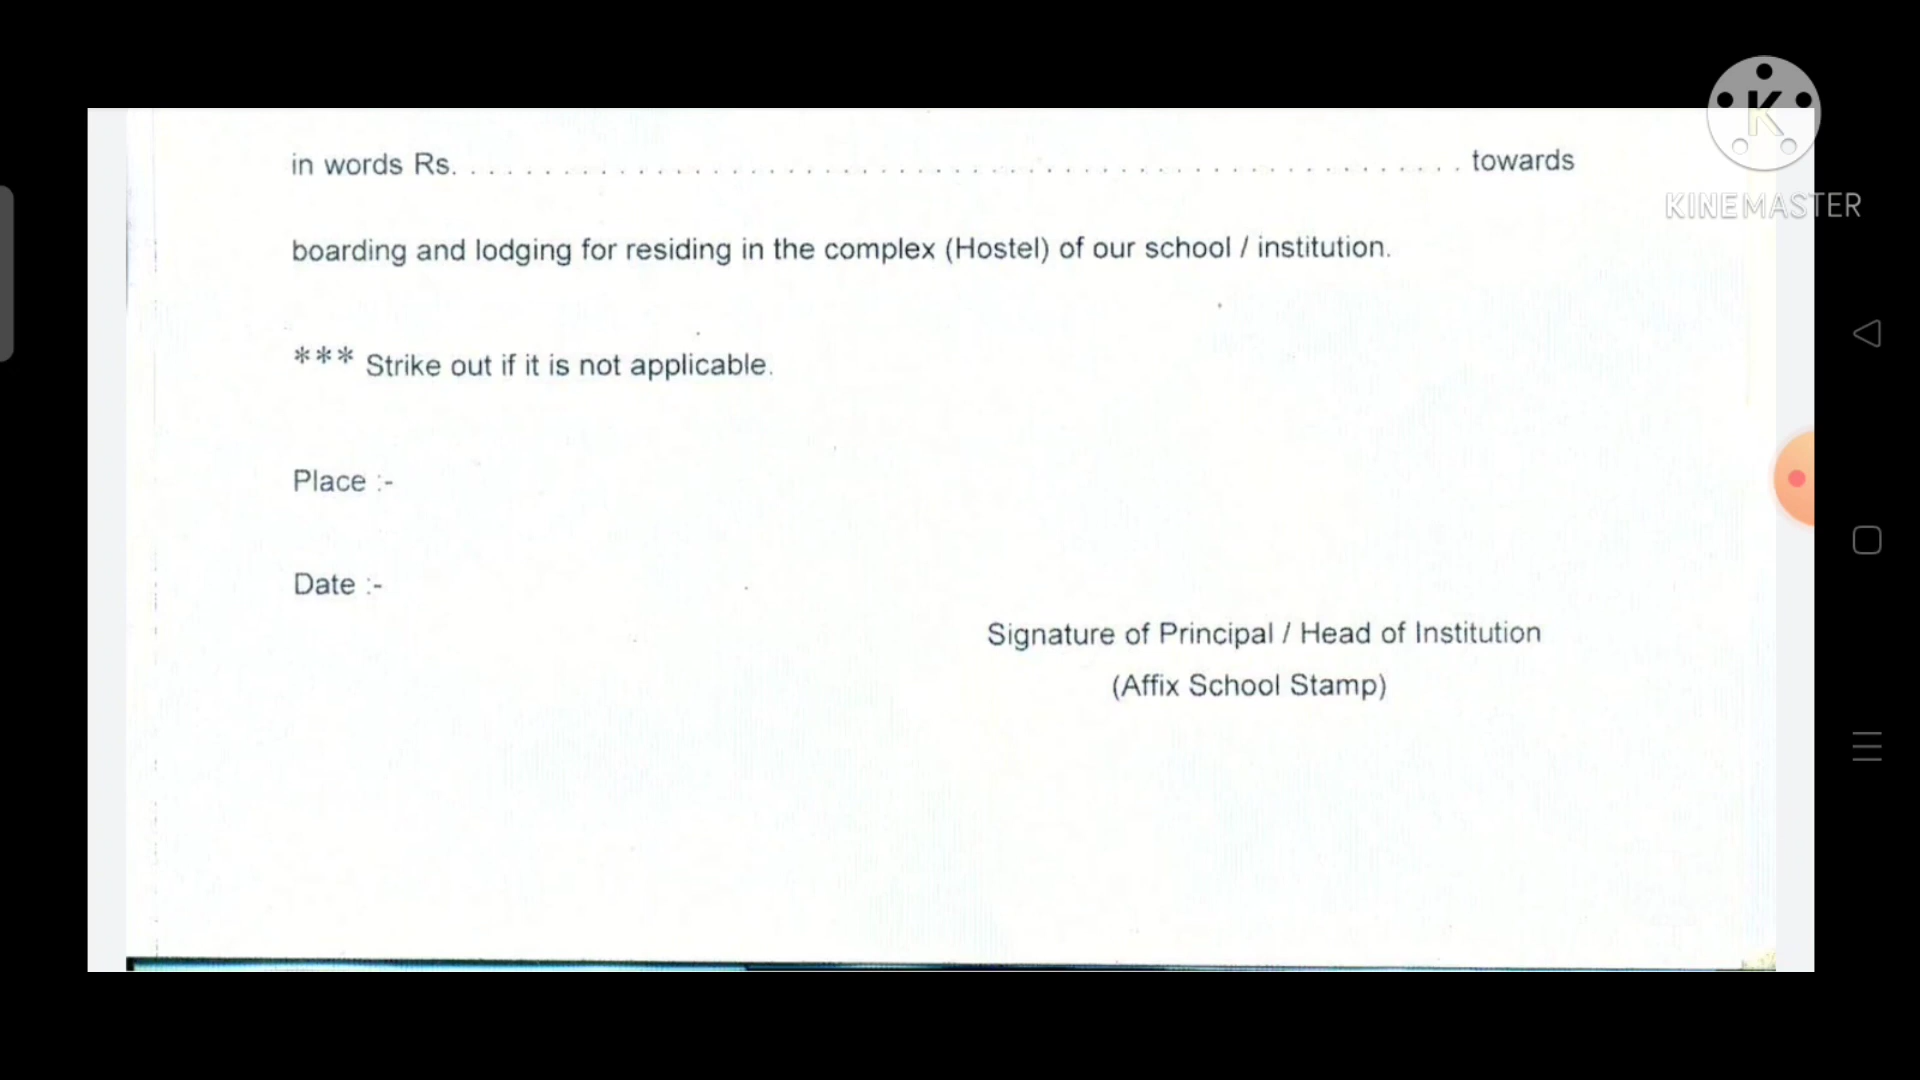 in words Rs. . . . . . . . . . . . . . . . . . . . . . . . . . . . . . . . . . . . . . . . . . . . . . . . . . . . . . . . . towards
boarding and lodging for residing in the complex (Hostel) of our school / institution.
*** Strike out if it is not applicable.
Place :-
Date :-
Signature of Principal / Head of Institution
(Affix School Stamp)
K
KINEMASTER